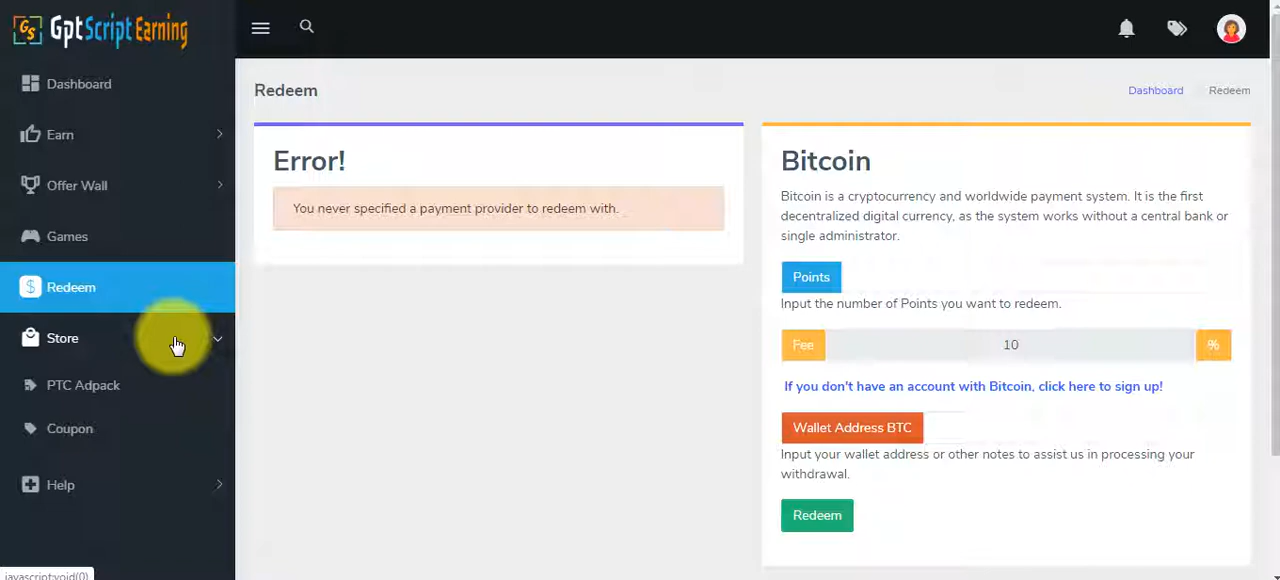 GS GptScript Earning
Dashboard
Earn
Offer Wall
Games
$ Redeem
Store
PTC Adpack
Coupon
Help
javascript:void(0)
Redeem
Dashboard Redeem
Error!
You never specified a payment provider to redeem with.
Bitcoin
Bitcoin is a cryptocurrency and worldwide payment system. It is the first
decentralized digital currency, as the system works without a central bank or
single administrator.
Points
Input the number of Points you want to redeem.
Fee 10 %
If you don't have an account with Bitcoin, click here to sign up!
Wallet Address BTC
Input your wallet address or other notes to assist us in processing your
withdrawal.
Redeem